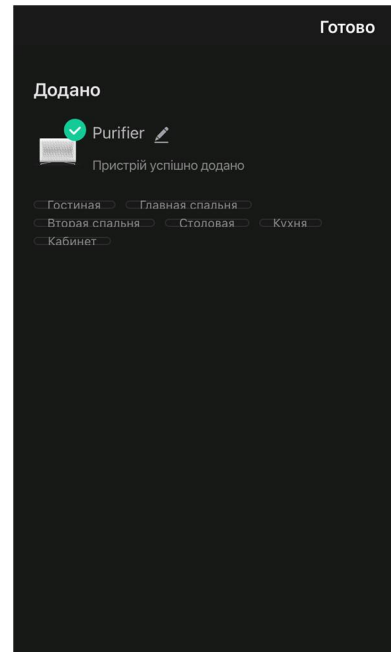 Готово
Додано
Purifier
Пристрій успішно додано
Гостиная Главная спальня
Вторая спальня Столовая Кухня
Кабинет